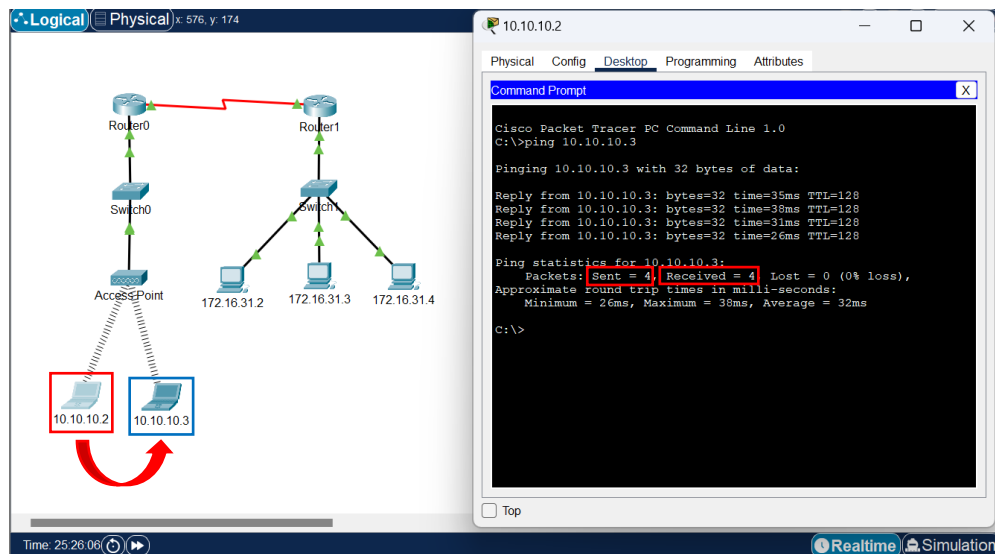 Logical Physical x: 576, y: 174
Router0
Router1
Switch0
Switch1
Access Point
172.16.31.2
172.16.31.3
172.16.31.4
10.10.10.2
10.10.10.3
Time: 25:26:06
10.10.10.2
Physical Config Desktop Programming Attributes
Command Prompt X
Cisco Packet Tracer PC Command Line 1.0
C:\>ping 10.10.10.3
Pinging 10.10.10.3 with 32 bytes of data:
Reply from 10.10.10.3: bytes=32 time=35ms TTL=128
Reply from 10.10.10.3: bytes=32 time=38ms TTL=128
Reply from 10.10.10.3: bytes=32 time=31ms TTL=128
Reply from 10.10.10.3: bytes=32 time=26ms TTL=128
Ping statistics for 10.10.10.3:
Packets: Sent = 4, Received = 4, Lost = 0 (0% loss),
Approximate round trip times in milli-seconds:
Minimum = 26ms, Maximum = 38ms, Average = 32ms
C:\>
Top
Realtime Simulation